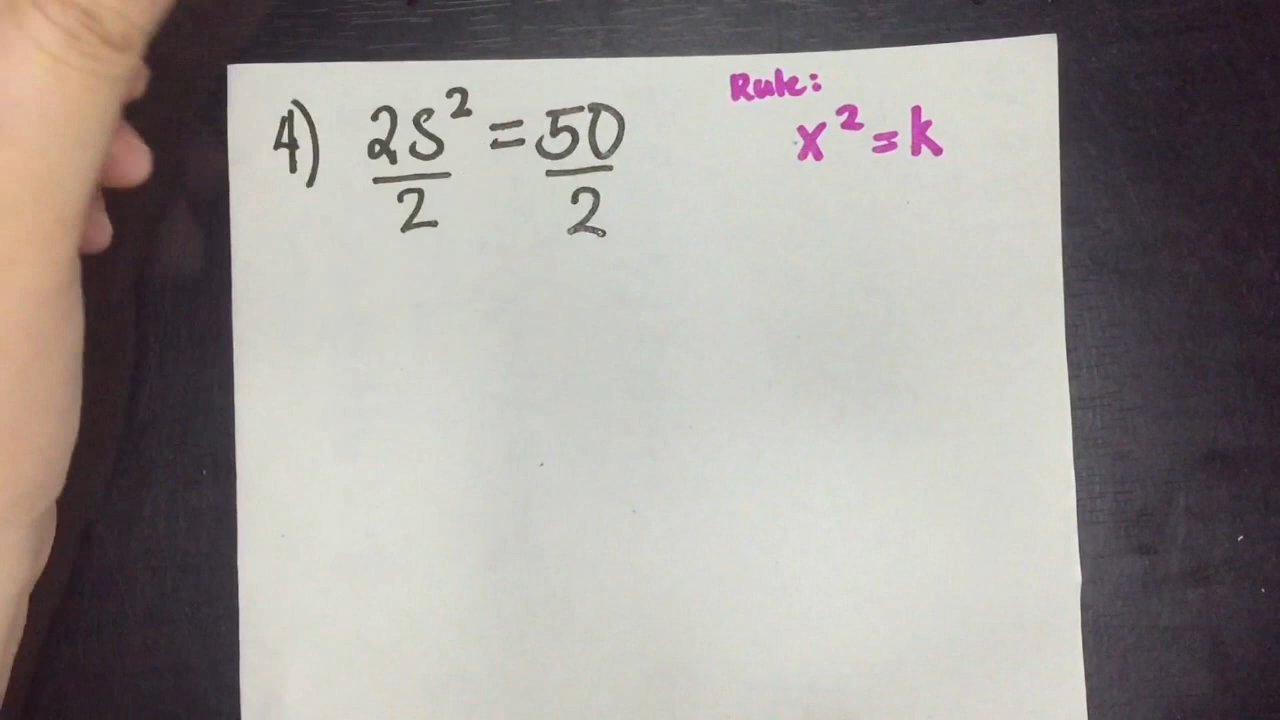 Rule:
4) 2S² = 50 x² = k
2 2